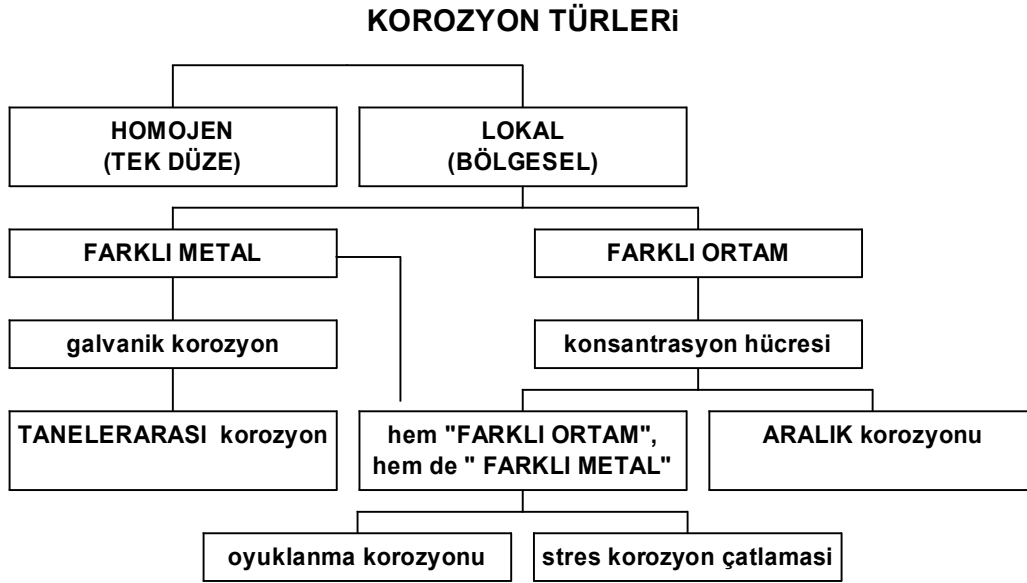 KOROZYON TÜRLERi
HOMOJEN
(TEK DÜZE)
LOKAL
(BÖLGESEL)
FARKLI METAL
FARKLI ORTAM
galvanik korozyon
konsantrasyon hücresi
TANELERARASI korozyon
hem "FARKLI ORTAM",
hem de " FARKLI METAL"
ARALIK korozyonu
oyuklanma korozyonu
stres korozyon çatlamasi